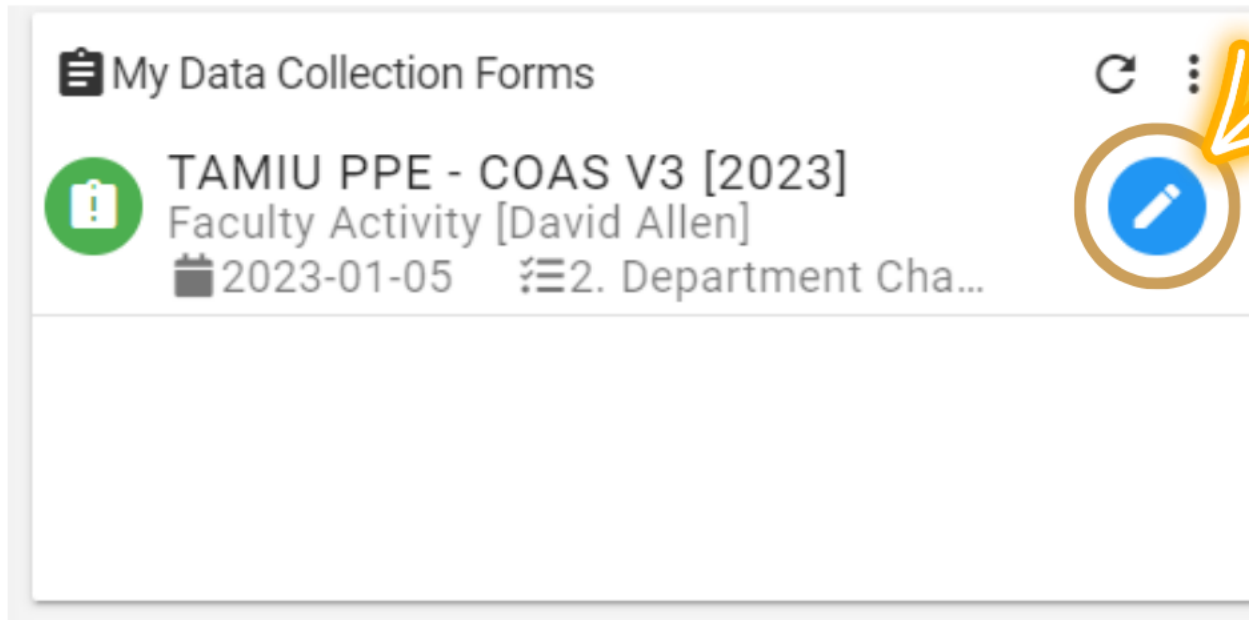 My Data Collection Forms
TAMIU PPE - COAS V3 [2023]
Faculty Activity [David Allen]
2023-01-05 2. Department Cha...